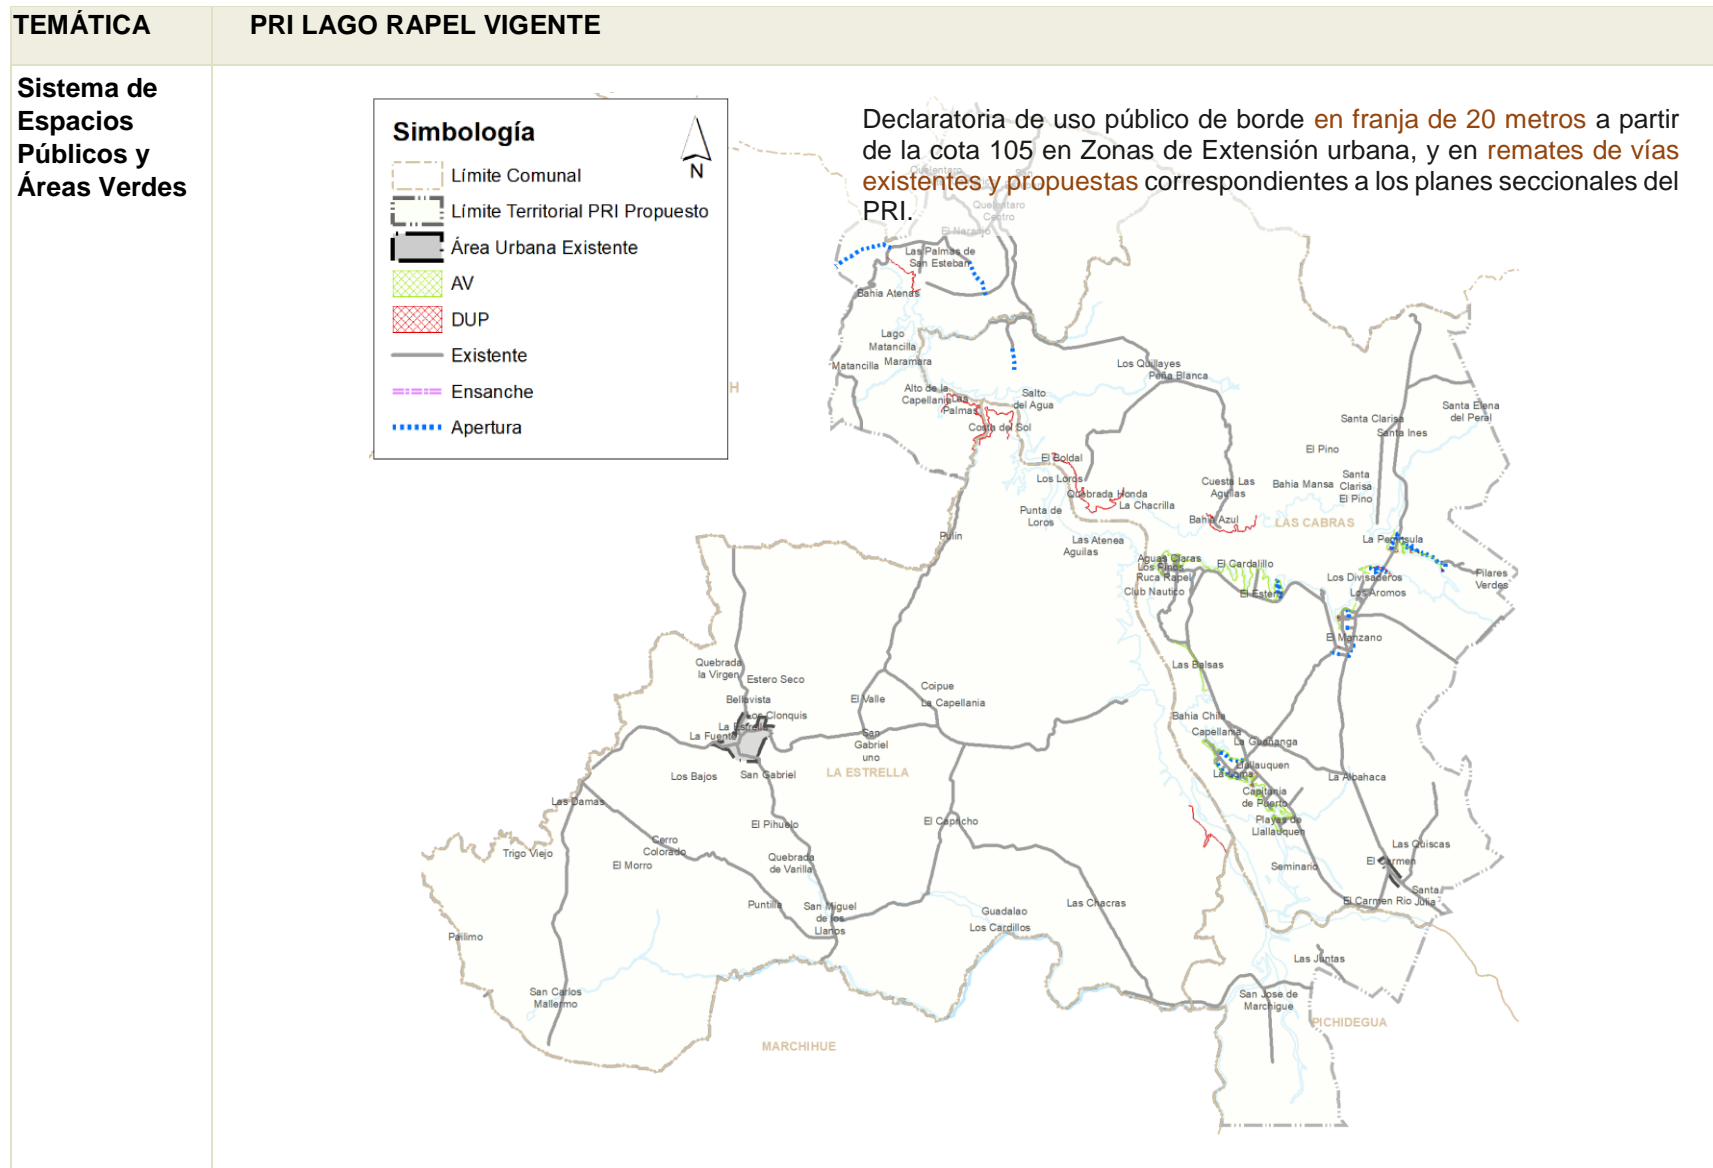 TEMÁTICA
PRI LAGO RAPEL VIGENTE
Sistema de
Espacios
Públicos y
Áreas Verdes
Simbología
N
Límite Comunal
Límite Territorial PRI Propuesto
Área Urbana Existente
AV
DUP
Existente
Ensanche
Apertura
Declaratoria de uso público de borde en franja de 20 metros a partir
de la cota 105 en Zonas de Extensión urbana, y en remates de vías
existentes y propuestas correspondientes a los planes seccionales del
PRI.
Quelentaro
Centro
El Naranjo
Las Palmas de
San Esteban
Bahia Atenas
Lago
Matancilla
Maramara
Matancilla
H
Alto de la
Capellania
Las
Palmas
Salto
del Agua
Costa del Sol
Los Quillayes
Peña Blanca
Santa Clarisa
Santa Ines
Santa Elena
del Peral
El Pino
Santa
Clarisa
El Pino
Bahia Mansa
El Boldal
Los Loros
Quebrada Honda
La Chacrilla
Punta de
Loros
Cuesta Las
Aguilas
Bahia Azul
LAS CABRAS
Las Atenea
Aguilas
Pulin
La Peninsula
Aguas Claras
Los Pinos
Ruca Rapel
Club Nautico
El Cardalillo
El Estero
Los Divisaderos
Los Aromos
Pilares
Verdes
El Manzano
Las Balsas
Quebrada
la Virgen
Estero Seco
Bellavista
Los Clonquis
La Estrella
La Fuente
El Valle
Coipue
La Capellania
San
Gabriel
uno
Bahia Chila
Capellania
La Guañanga
Llallauquen
La Loma
Capitania
de Puerto
Playas de
Llallauquen
La Albahaca
Los Bajos
San Gabriel
LA ESTRELLA
Las Damas
El Pihuelo
El Capricho
Cerro
Colorado
Trigo Viejo
El Morro
Quebrada
de Varilla
Las Quiscas
El Carmen
Seminario
Santa
Julia
El Carmen Rio
Puntilla
San Miguel
de los
Llanos
Guadalao
Los Cardillos
Las Chacras
Pailimo
Las Juntas
San Carlos
Mallermo
San Jose de
Marchigue
PICHIDEGUA
MARCHIHUE